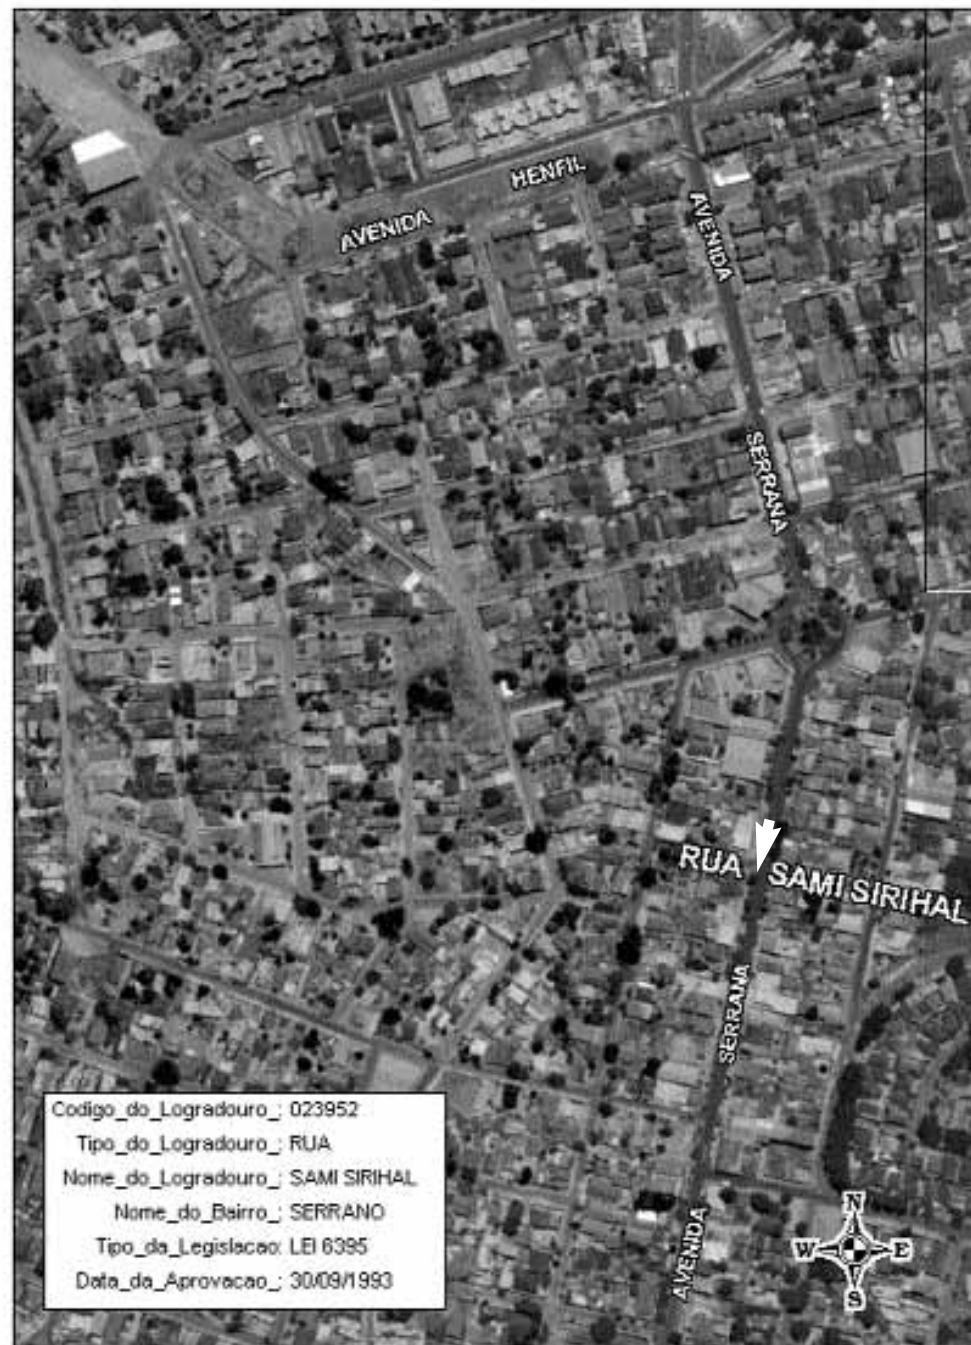 AVENIDA HENFIL
AVENIDA
SERRANA
RUA SAMI SIRIHAL
SERRANA
AVENIDA
Codigo_do_Logradouro_: 023952
Tipo_do_Logradouro_: RUA
Nome_do_Logradouro_: SAMI SIRIHAL
Nome_do_Bairro_: SERRANO
Tipo_da_Legislacao: LEI 6395
Data_da_Aprovacao_: 30/09/1993
N
W E
S